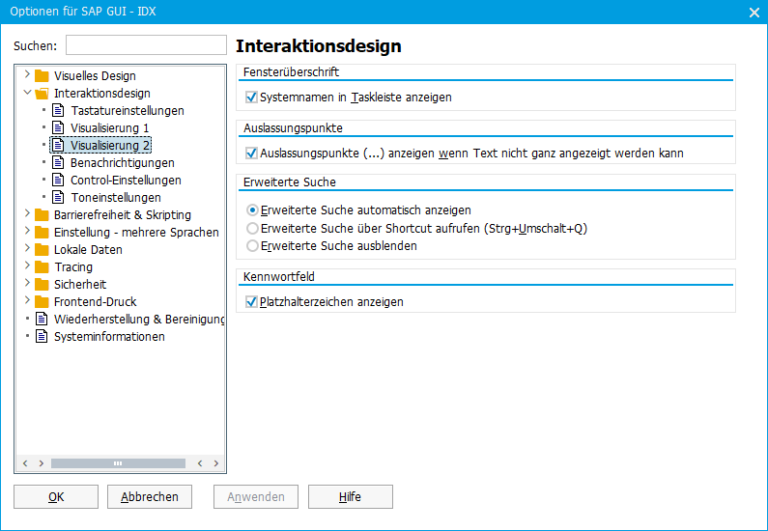 Optionen für SAP GUI - IDX
Suchen:
Visuelles Design
Interaktionsdesign
Tastatureinstellungen
Visualisierung 1
Visualisierung 2
Benachrichtigungen
Control-Einstellungen
Toneinstellungen
Barrierefreiheit & Skripting
Einstellung - mehrere Sprachen
Lokale Daten
Tracing
Sicherheit
Frontend-Druck
Wiederherstellung & Bereinigung
Systeminformationen
Interaktionsdesign
Fensterüberschrift
Systemnamen in Taskleiste anzeigen
Auslassungspunkte
Auslassungspunkte (...) anzeigen wenn Text nicht ganz angezeigt werden kann
Erweiterte Suche
Erweiterte Suche automatisch anzeigen
Erweiterte Suche über Shortcut aufrufen (Strg+Umschalt+Q)
Erweiterte Suche ausblenden
Kennwortfeld
Platzhalterzeichen anzeigen
OK
Abbrechen
Anwenden
Hilfe